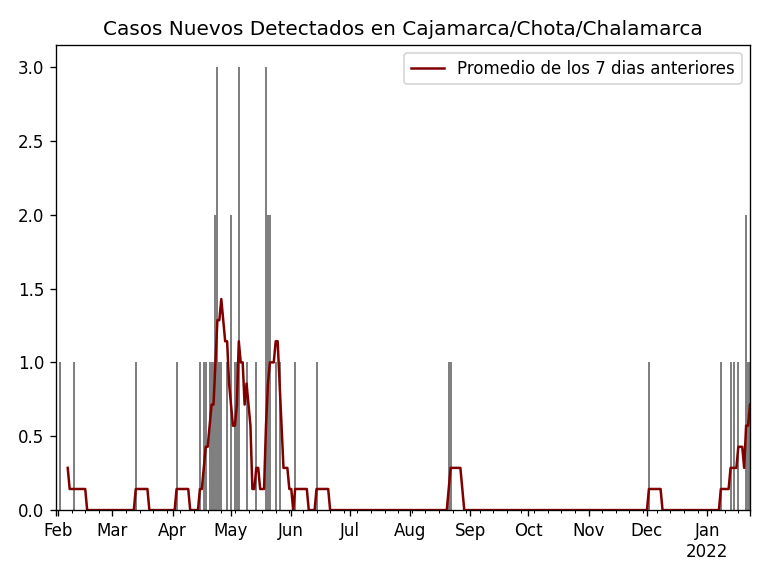 Casos Nuevos Detectados en Cajamarca/Chota/Chalamarca
Promedio de los 7 dias anteriores
3.0
2.5
2.0
1.5
1.0
0.5
0.0
Feb Mar Apr May Jun Jul Aug Sep Oct Nov Dec Jan
2022